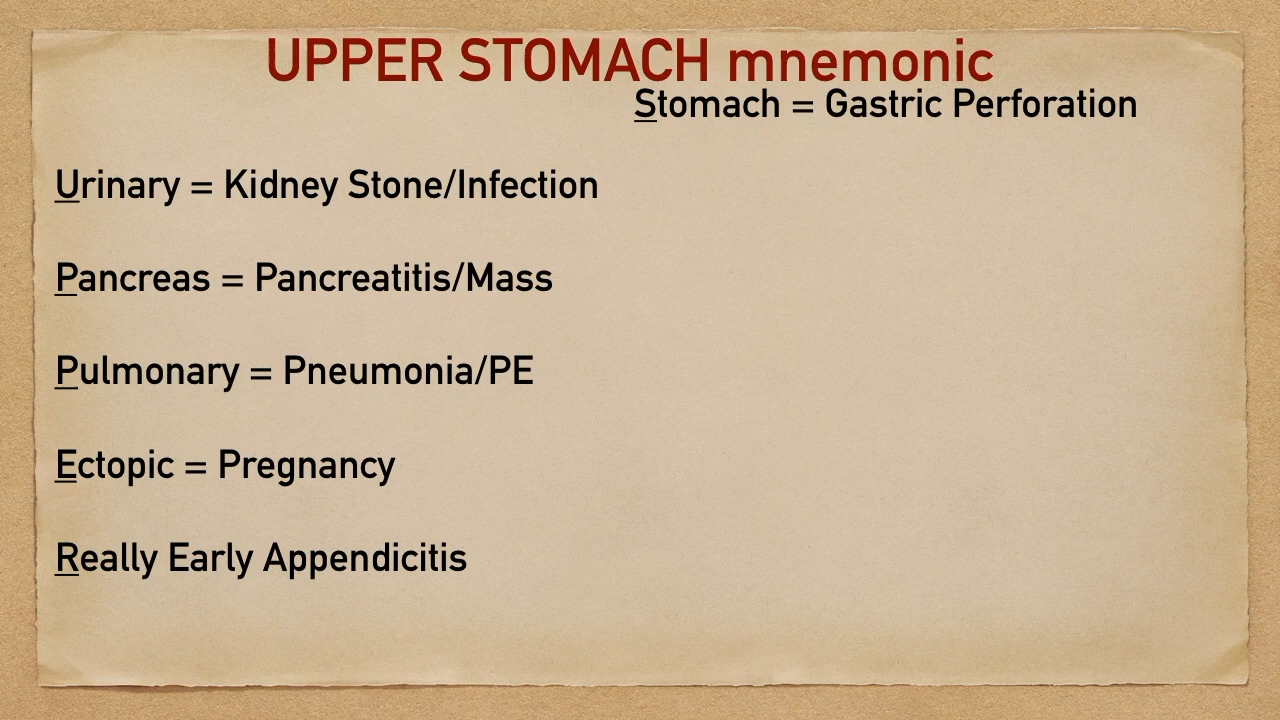 UPPER STOMACH mnemonic
Stomach = Gastric Perforation
Urinary = Kidney Stone/Infection
Pancreas = Pancreatitis/Mass
Pulmonary = Pneumonia/PE
Ectopic = Pregnancy
Really Early Appendicitis